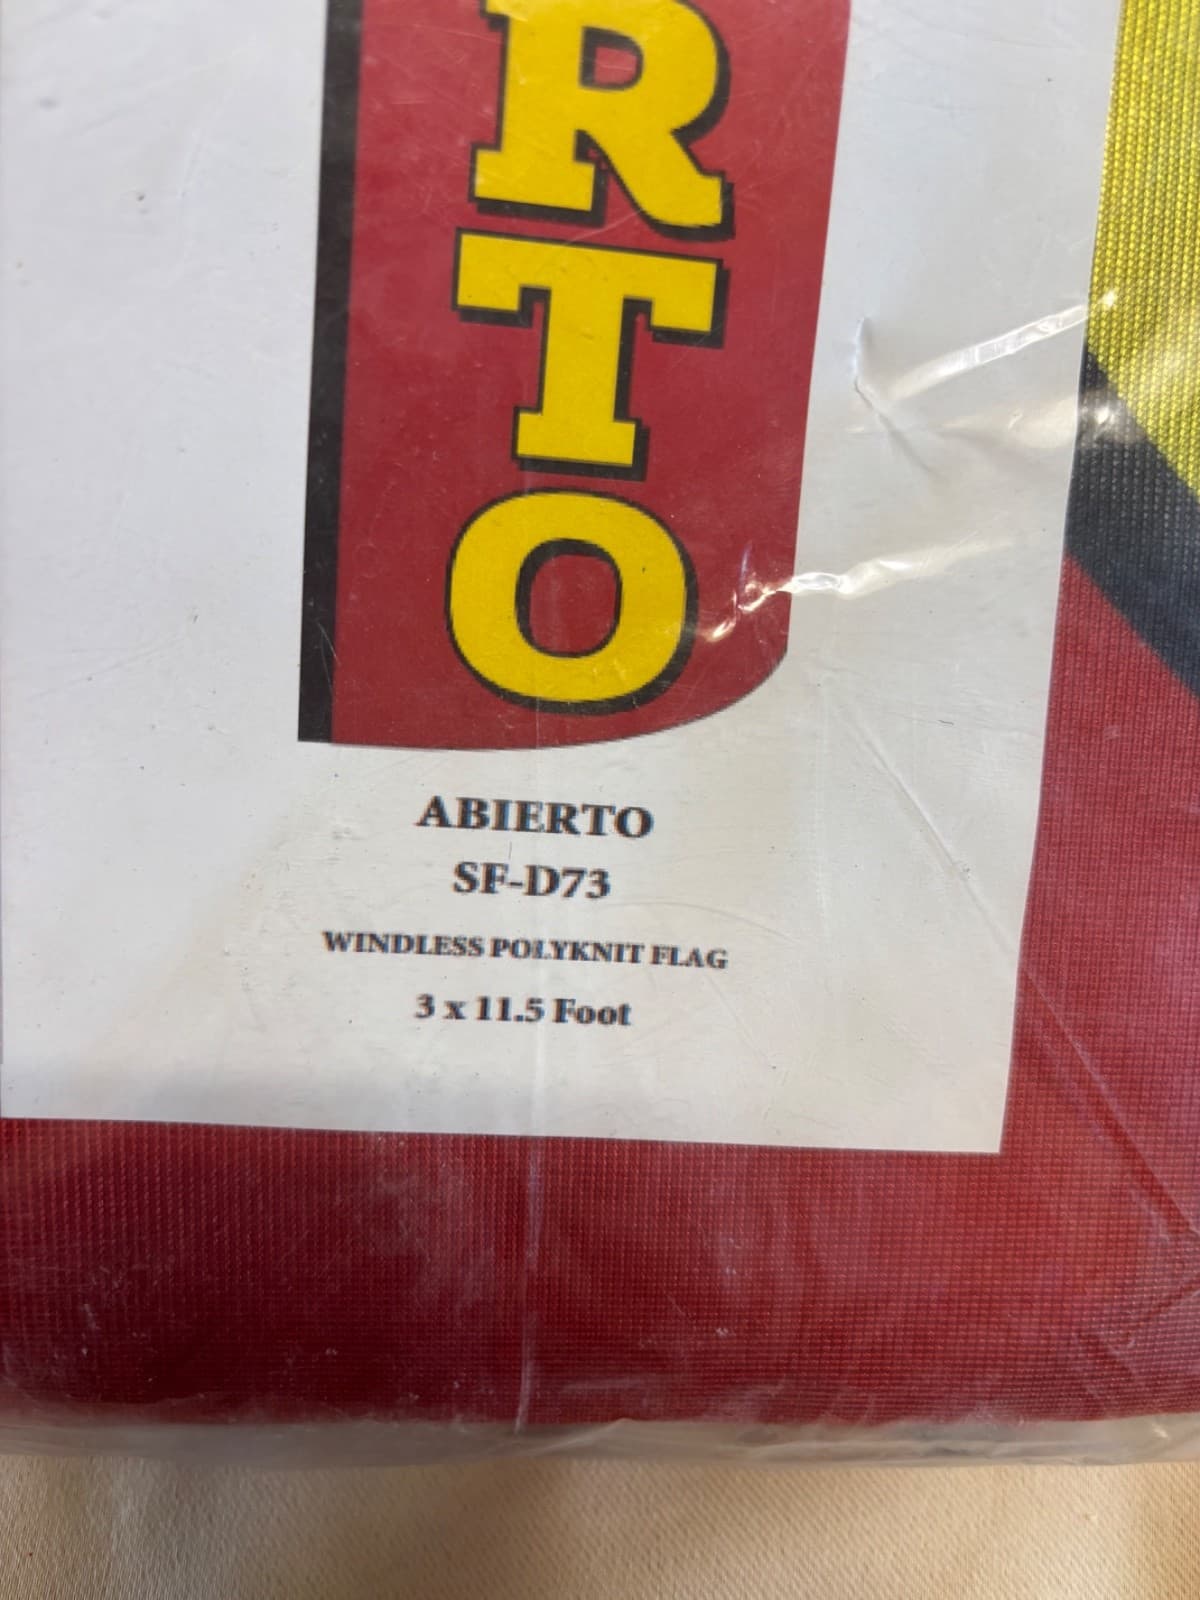 R
T
O
ABIERTO
SF-D73
WINDLESS POLYKNIT FLAG
3 x 11.5 Foot